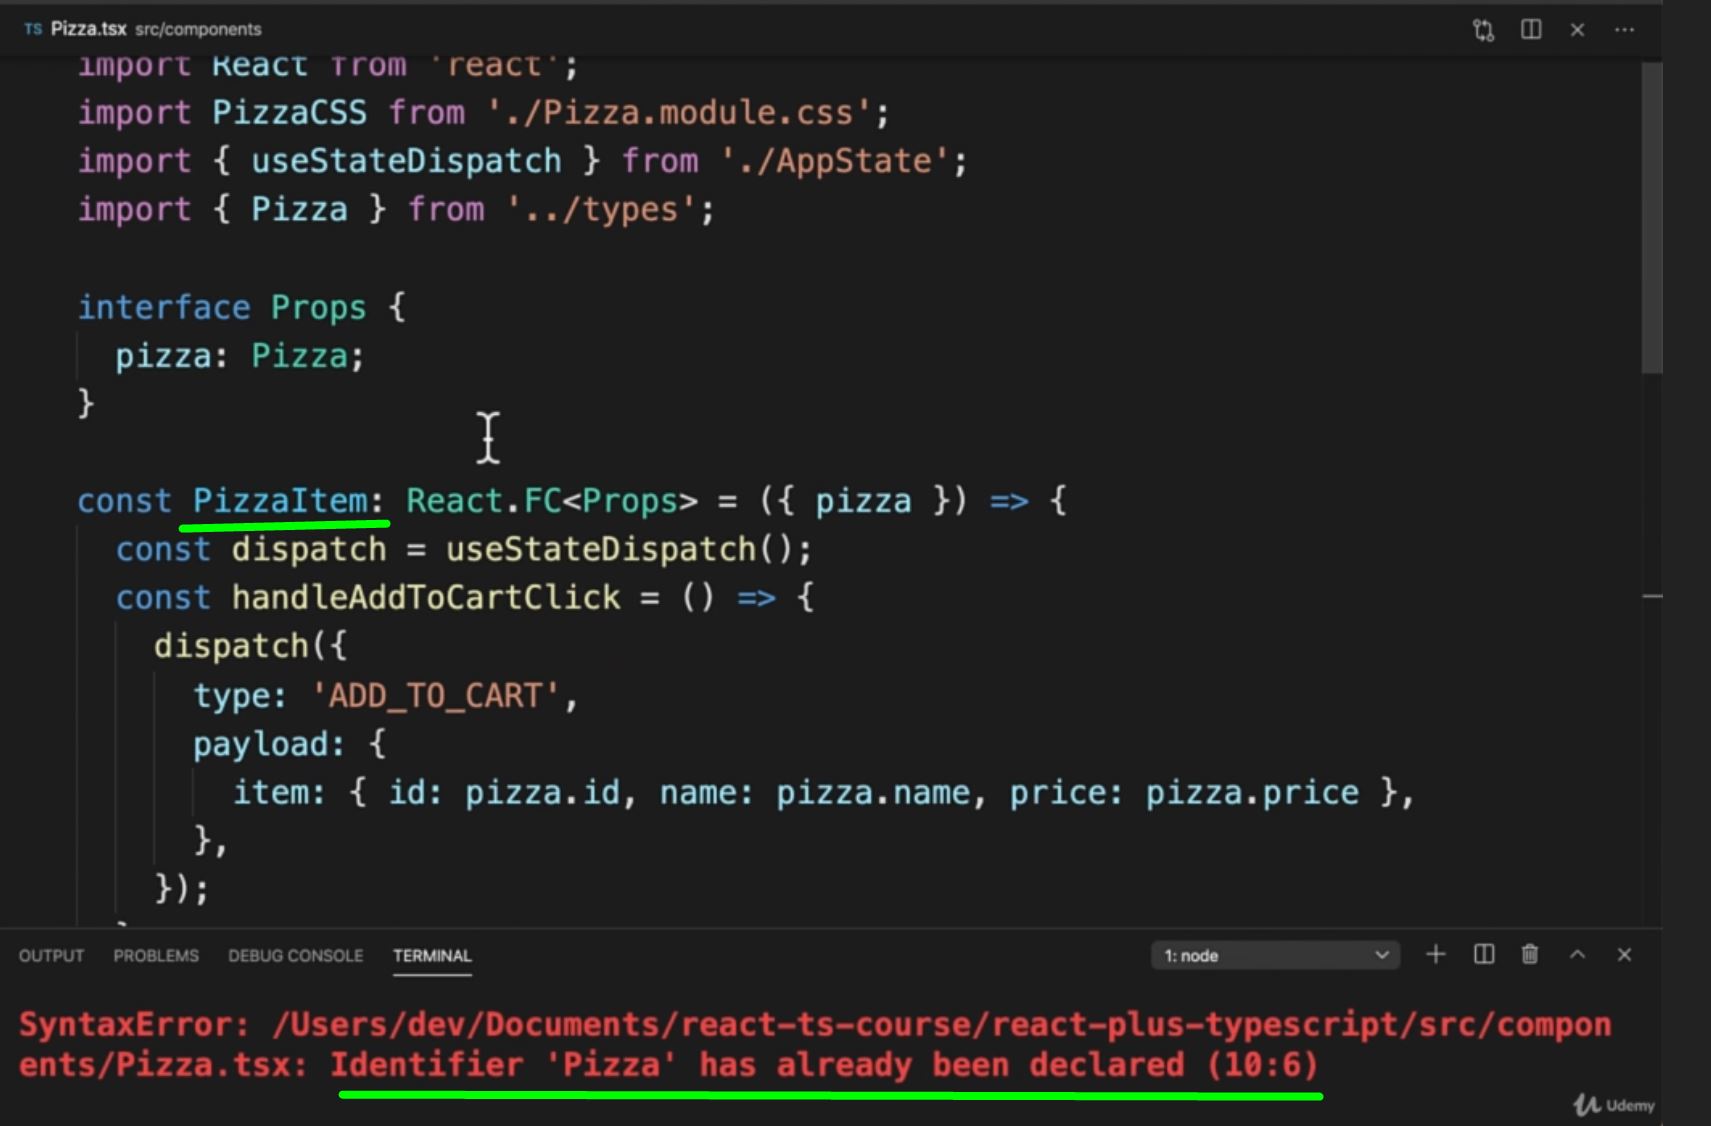 TS Pizza.tsx src/components
import React from 'react';
import PizzaCSS from './Pizza.module.css';
import { useStateDispatch } from './AppState';
import { Pizza } from '../types';
interface Props {
pizza: Pizza;
}
const PizzaItem: React.FC<Props> = ({ pizza }) => {
const dispatch = useStateDispatch();
const handleAddToCartClick = () => {
dispatch({
type: 'ADD_TO_CART',
payload: {
item: { id: pizza.id, name: pizza.name, price: pizza.price },
},
});
OUTPUT PROBLEMS DEBUG CONSOLE TERMINAL 1: node
SyntaxError: /Users/dev/Documents/react-ts-course/react-plus-typescript/src/compon
ents/Pizza.tsx: Identifier 'Pizza' has already been declared (10:6)
Udemy